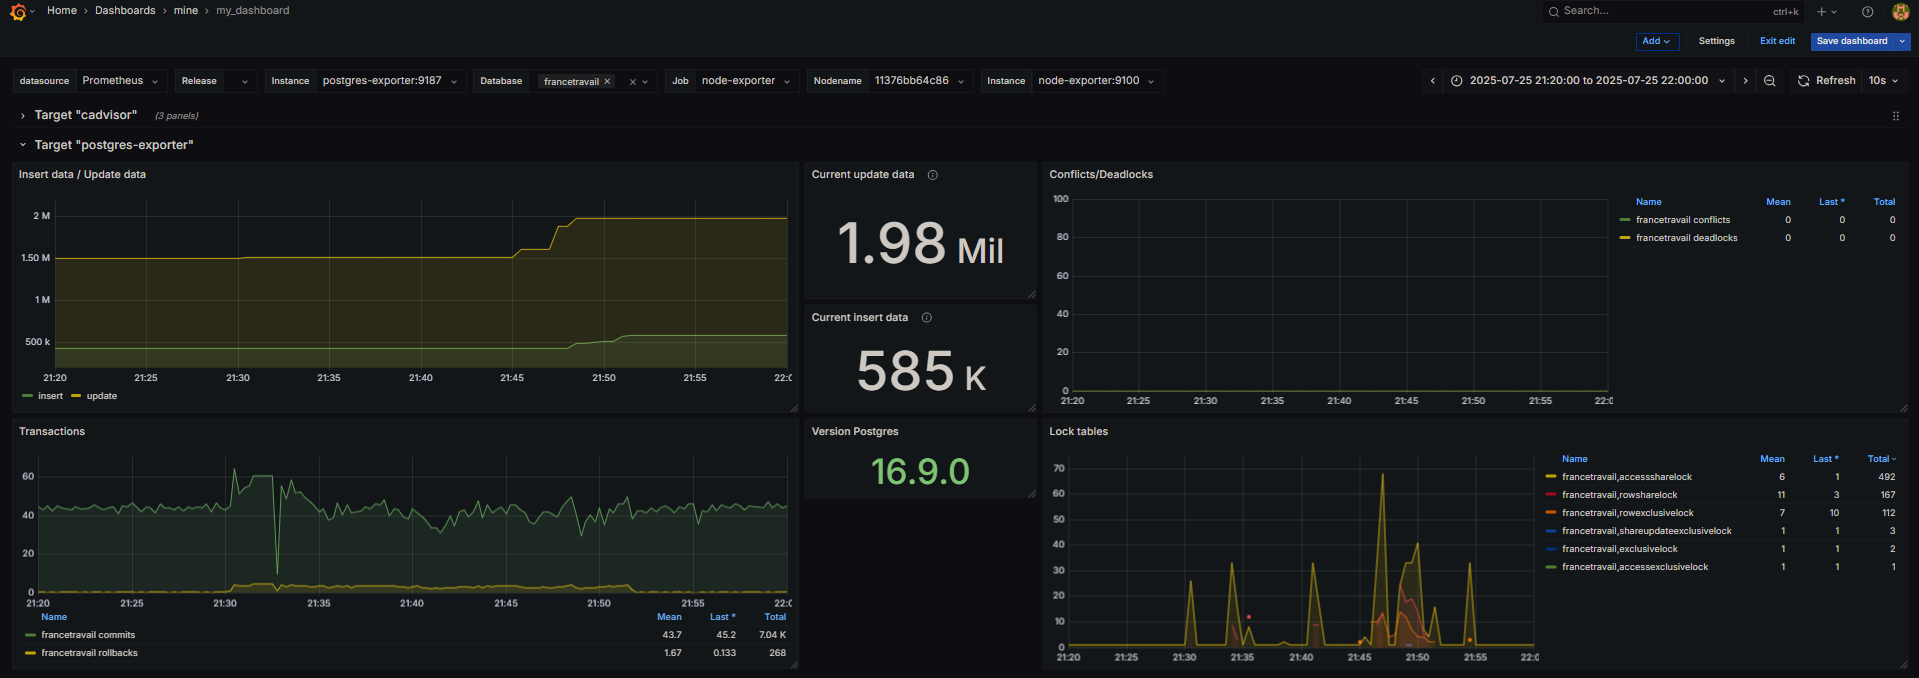 Home › Dashboards › mine › my_dashboard
Search... ctrl+k
Add Settings Exit edit Save dashboard
datasource Prometheus Release Instance postgres-exporter:9187 Database francetravail Job node-exporter Nodename 11376bb64c86 Instance node-exporter:9100 2025-07-25 21:20:00 to 2025-07-25 22:00:00 Refresh 10s
Target "cadvisor" (3 panels)
Target "postgres-exporter"
Insert data / Update data
2 M
1.50 M
1 M
500 k
21:20 21:25 21:30 21:35 21:40 21:45 21:50 21:55 22:0
insert update
Current update data
1.98 Mil
Current insert data
585 K
Conflicts/Deadlocks
100
80
60
40
20
0
21:20 21:25 21:30 21:35 21:40 21:45 21:50 21:55 22:0
Name Mean Last * Total
francetravail conflicts 0 0 0
francetravail deadlocks 0 0 0
Transactions
60
40
20
0
21:20 21:25 21:30 21:35 21:40 21:45 21:50 21:55 22:0
Name Mean Last * Total
francetravail commits 43.7 45.2 7.04 K
francetravail rollbacks 1.67 0.133 268
Version Postgres
16.9.0
Lock tables
70
60
50
40
30
20
10
0
21:20 21:25 21:30 21:35 21:40 21:45 21:50 21:55 22:0
Name Mean Last * Total
francetravail,accesssharelock 6 1 492
francetravail,rowsharelock 11 3 167
francetravail,rowexclusivelock 7 10 112
francetravail,shareupdateexclusivelock 1 1 3
francetravail,exclusivelock 1 1 2
francetravail,accessexclusivelock 1 1 1